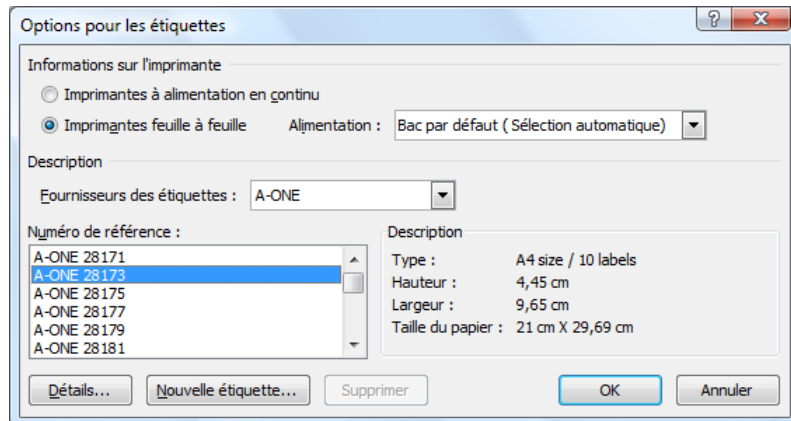 Options pour les étiquettes
Informations sur l'imprimante
Imprimantes à alimentation en continu
Imprimantes feuille à feuille Alimentation : Bac par défaut ( Sélection automatique)
Description
Fournisseurs des étiquettes : A-ONE
Numéro de référence :
A-ONE 28171
A-ONE 28173
A-ONE 28175
A-ONE 28177
A-ONE 28179
A-ONE 28181
Description
Type : A4 size / 10 labels
Hauteur : 4,45 cm
Largeur : 9,65 cm
Taille du papier : 21 cm X 29,69 cm
Détails... Nouvelle étiquette... Supprimer OK Annuler